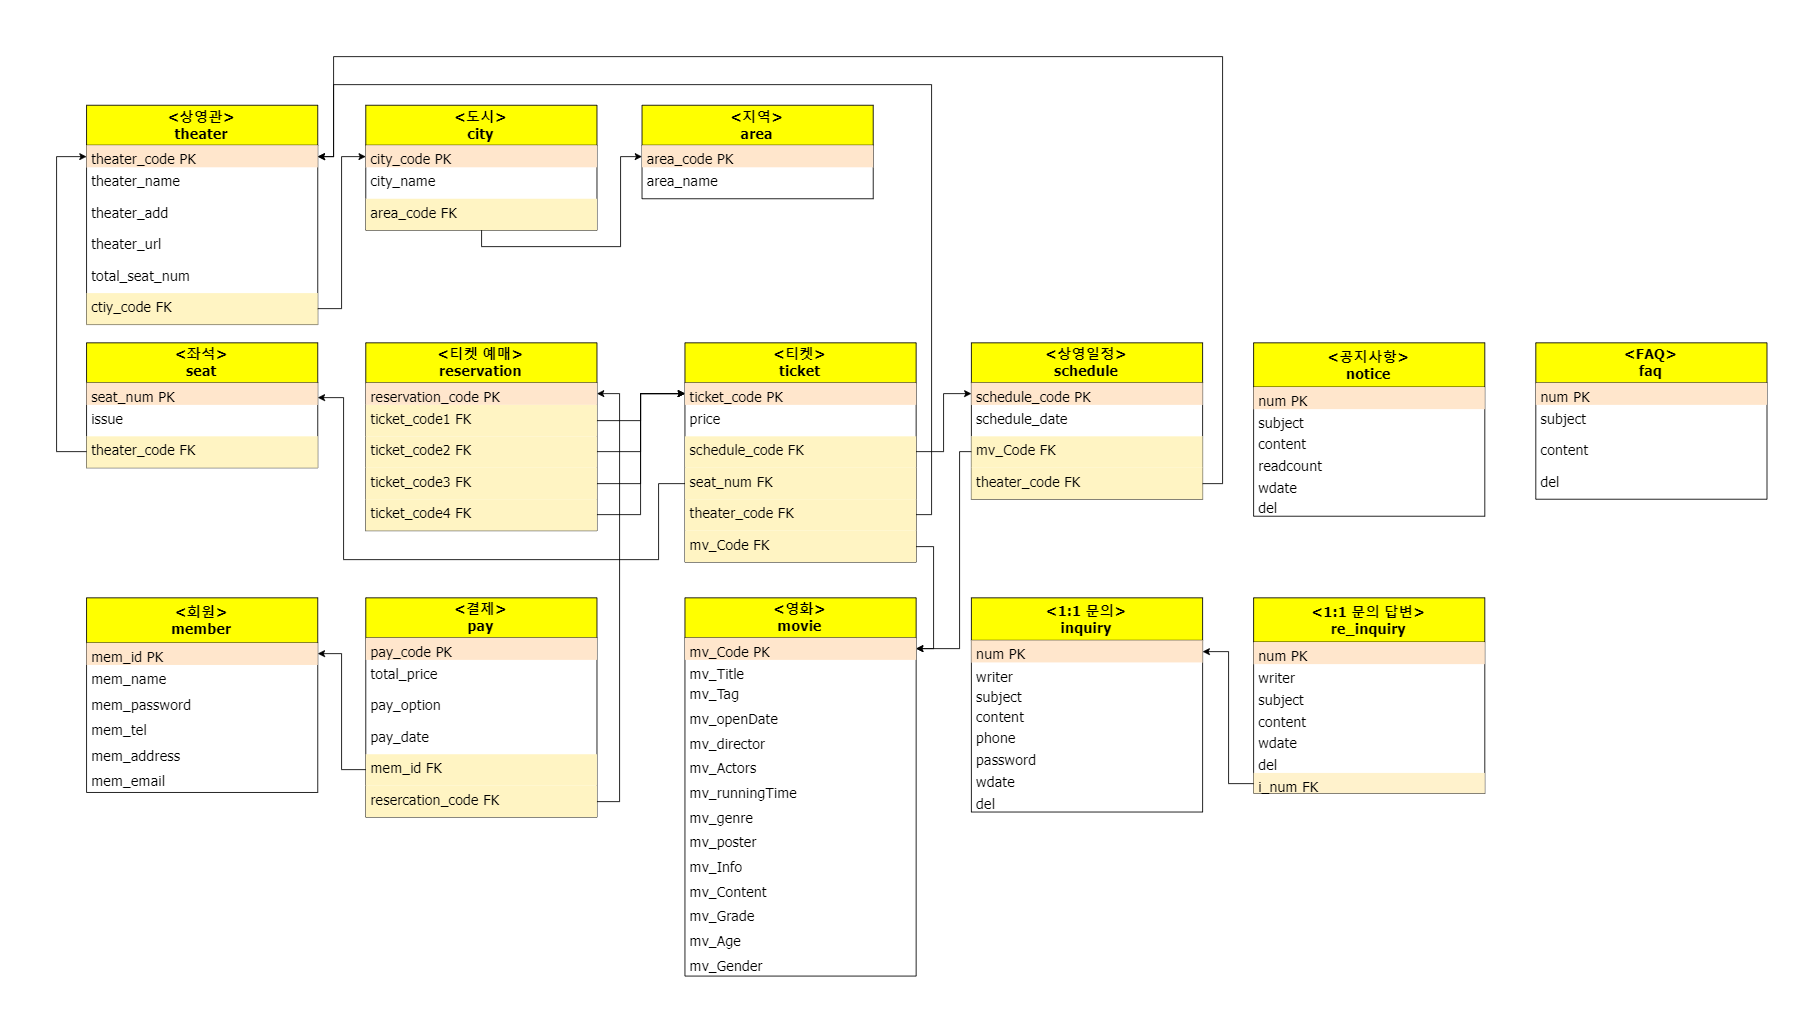 <상영관>
theater
theater_code PK
theater_name
theater_add
theater_url
total_seat_num
ctiy_code FK
<도시>
city
city_code PK
city_name
area_code FK
<지역>
area
area_code PK
area_name
<좌석>
seat
seat_num PK
issue
theater_code FK
<티켓 예매>
reservation
reservation_code PK
ticket_code1 FK
ticket_code2 FK
ticket_code3 FK
ticket_code4 FK
<티켓>
ticket
ticket_code PK
price
schedule_code FK
seat_num FK
theater_code FK
mv_Code FK
<상영일정>
schedule
schedule_code PK
schedule_date
mv_Code FK
theater_code FK
<공지사항>
notice
num PK
subject
content
readcount
wdate
del
<FAQ>
faq
num PK
subject
content
del
<회원>
member
mem_id PK
mem_name
mem_password
mem_tel
mem_address
mem_email
<결제>
pay
pay_code PK
total_price
pay_option
pay_date
mem_id FK
resercation_code FK
<영화>
movie
mv_Code PK
mv_Title
mv_Tag
mv_openDate
mv_director
mv_Actors
mv_runningTime
mv_genre
mv_poster
mv_Info
mv_Content
mv_Grade
mv_Age
mv_Gender
<1:1 문의>
inquiry
num PK
writer
subject
content
phone
password
wdate
del
<1:1 문의 답변>
re_inquiry
num PK
writer
subject
content
wdate
del
i_num FK